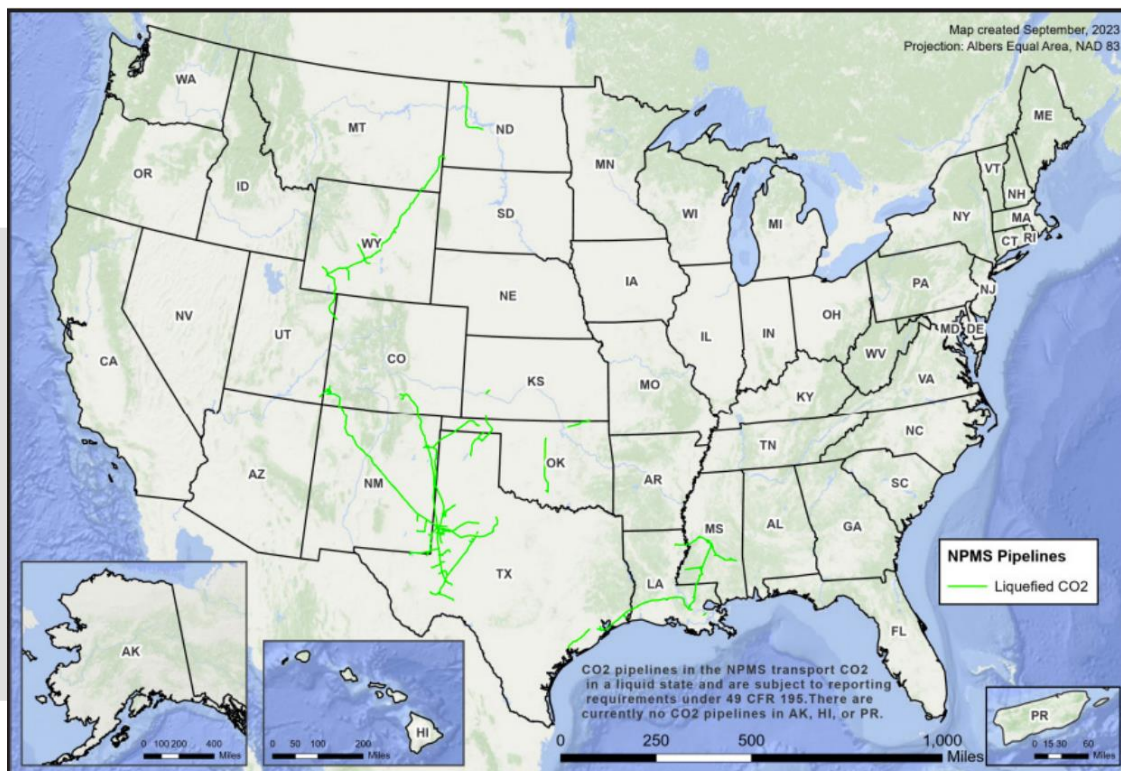 Map created September, 2023
Projection: Albers Equal Area, NAD 83
WA
MT
ND
MN
ME
OR
ID
SD
WI
MI
VT
NH
NY
MA
CT
RI
WY
IA
NE
PA
NJ
NV
UT
CO
IL
IN
OH
MD
DE
WV
CA
KS
MO
KY
VA
AZ
NM
OK
AR
TN
NC
SC
MS
AL
GA
TX
LA
FL
NPMS Pipelines
Liquefied CO2
CO2 pipelines in the NPMS transport CO2
in a liquid state and are subject to reporting
requirements under 49 CFR 195.There are
currently no CO2 pipelines in AK, HI, or PR.
AK
0 100 200 400
Miles
HI
0 50 100 200
Miles
0 250 500 1,000
Miles
PR
0 15 30 60
Miles